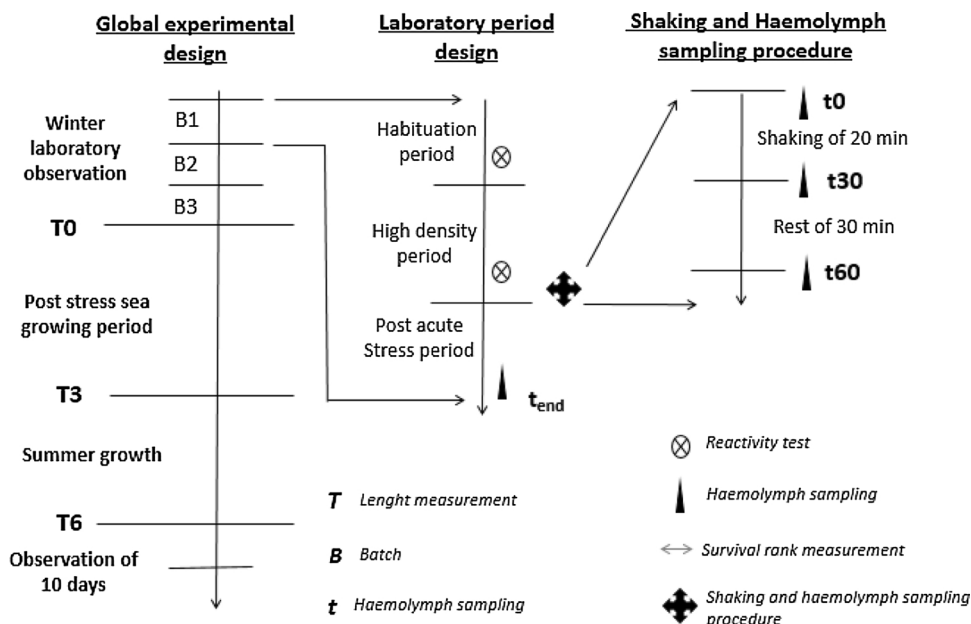 Global experimental
design
Winter
laboratory
observation
B1
B2
B3
T0
Post stress sea
growing period
T3
Summer growth
T6
Observation of
10 days
Laboratory period
design
Habituation
period
High density
period
Post acute
Stress period
tend
Shaking and Haemolymph
sampling procedure
t0
Shaking of 20 min
t30
Rest of 30 min
t60
T Lenght measurement
B Batch
t Haemolymph sampling
Reactivity test
Haemolymph sampling
Survival rank measurement
Shaking and haemolymph sampling
procedure